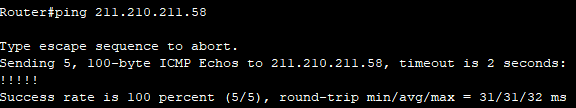 Router#ping 211.210.211.58
Type escape sequence to abort.
Sending 5, 100-byte ICMP Echos to 211.210.211.58, timeout is 2 seconds:
!!!!!
Success rate is 100 percent (5/5), round-trip min/avg/max = 31/31/32 ms